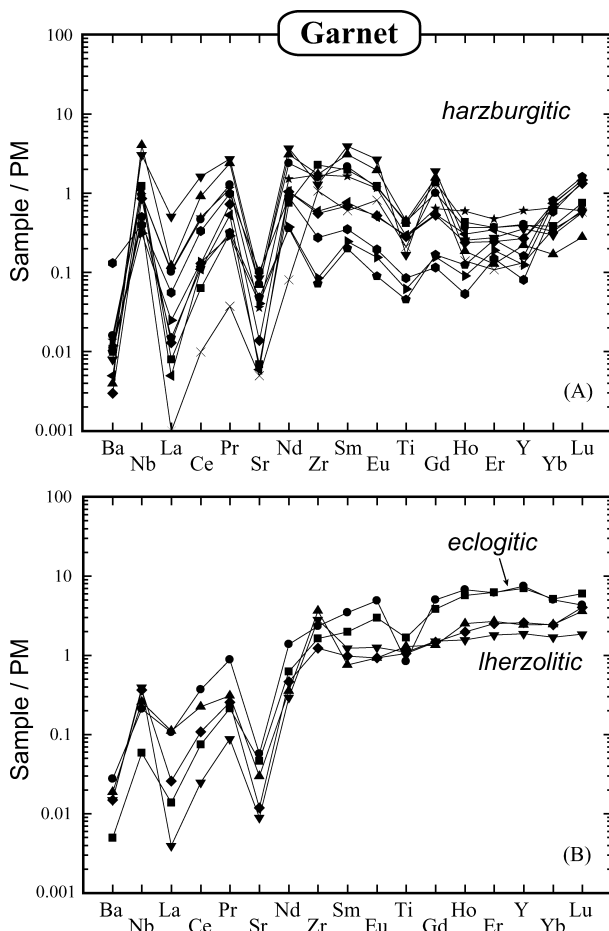 Garnet
100
10
1
0.1
0.01
0.001
Sample / PM
harzburgitic
(A)
Ba Nb La Ce Pr Sr Nd Zr Sm Eu Ti Gd Ho Er Y Yb Lu
100
10
1
0.1
0.01
0.001
Sample / PM
eclogitic
lherzolitic
(B)
Ba Nb La Ce Pr Sr Nd Zr Sm Eu Ti Gd Ho Er Y Yb Lu